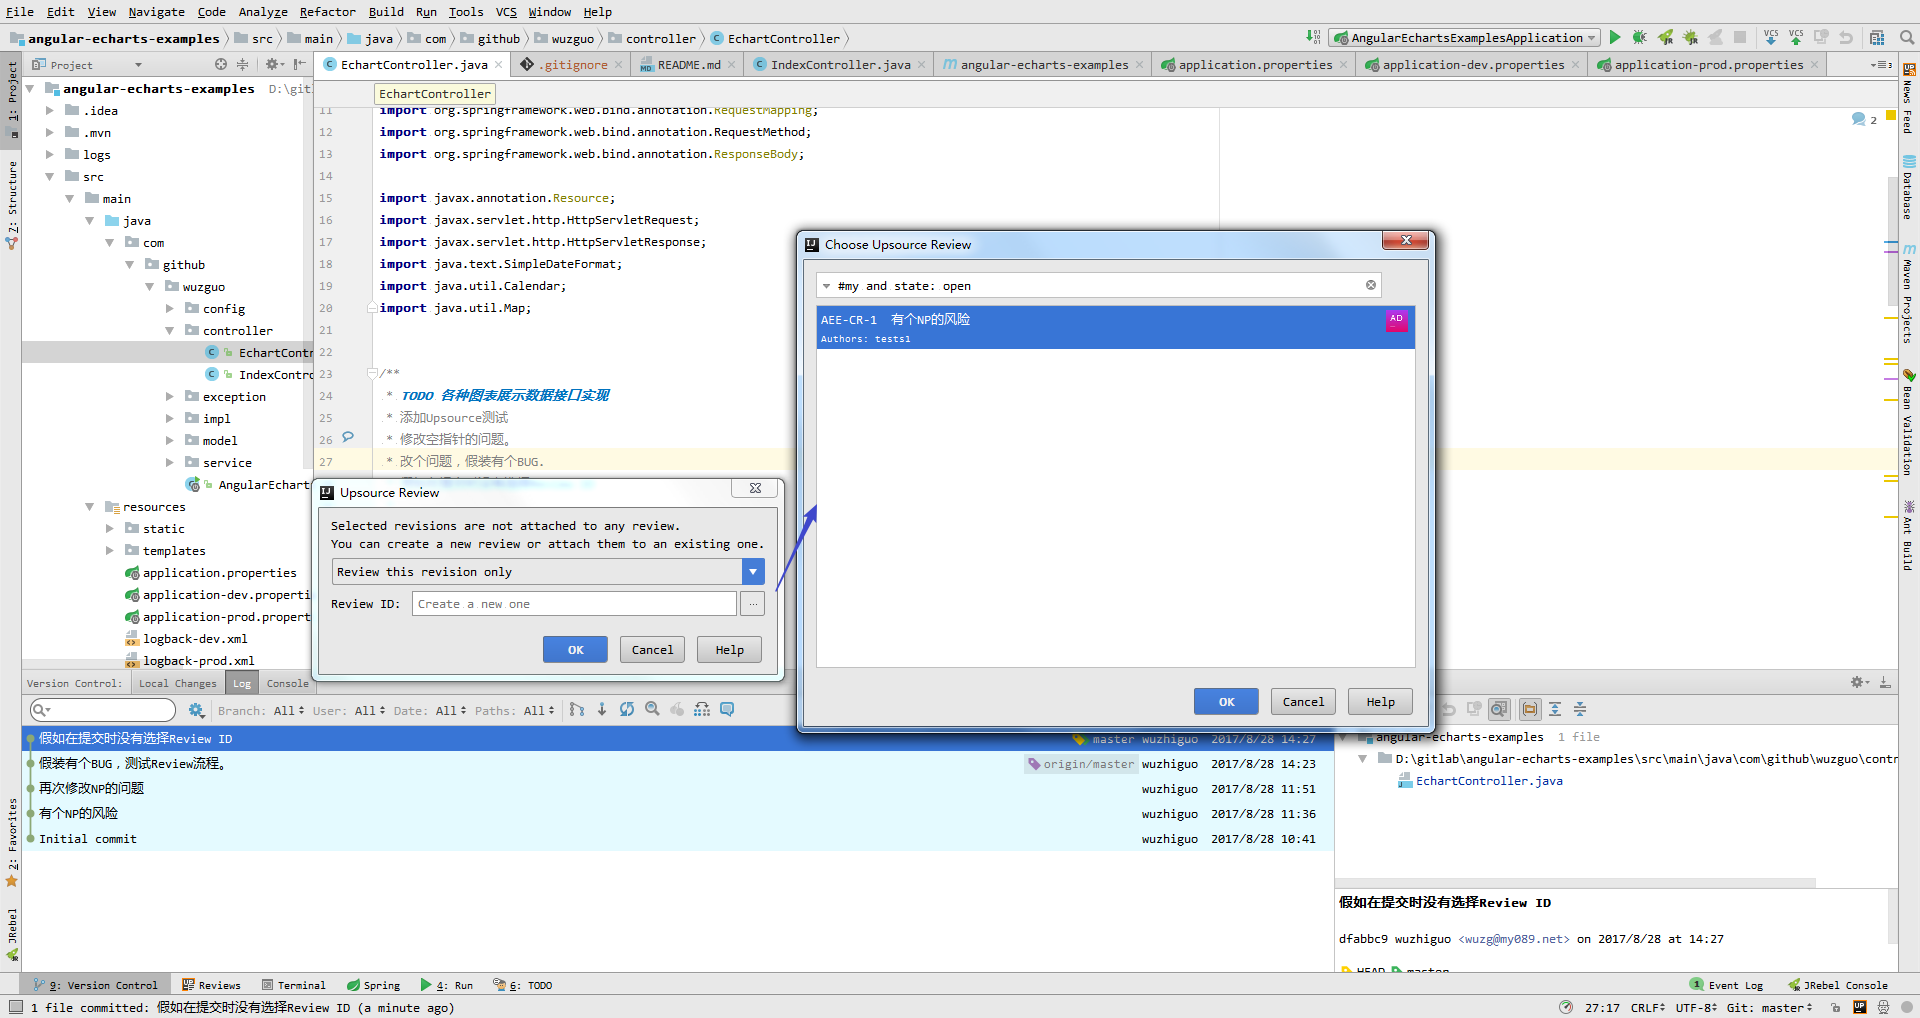 File Edit View Navigate Code Analyze Refactor Build Run Tools VCS Window Help
angular-echarts-examples src main java com github wuzguo controller EchartController
AngularEchartsExamplesApplication VCS VCS
Project EchartController.java .gitignore README.md IndexController.java angular-echarts-examples application.properties application-dev.properties application-prod.properties
angular-echarts-examples D:\gitl
.idea
.mvn
logs
src
main
java
com
github
wuzguo
config
controller
EchartContr
IndexContro
exception
impl
model
service
AngularEchart
resources
static
templates
application.properties
application-dev.properti
application-prod.propert
logback-dev.xml
logback-prod.xml
1: Project
7: Structure
2: Favorites
JRebel
EchartController
11 import org.springframework.web.bind.annotation.RequestMapping;
12 import org.springframework.web.bind.annotation.RequestMethod;
13 import org.springframework.web.bind.annotation.ResponseBody;
14
15 import javax.annotation.Resource;
16 import javax.servlet.http.HttpServletRequest;
17 import javax.servlet.http.HttpServletResponse;
18 import java.text.SimpleDateFormat;
19 import java.util.Calendar;
20 import java.util.Map;
21
22
23 /**
24 * TODO 各种图表展示数据接口实现
25 * 添加Upsource测试
26 * 修改空指针的问题。
27 * 改个问题，假装有个BUG.
2
News Feed
Database
Maven Projects
Bean Validation
Ant Build
Upsource Review
Selected revisions are not attached to any review.
You can create a new review or attach them to an existing one.
Review this revision only
Review ID: Create a new one ...
OK Cancel Help
Choose Upsource Review
#my and state: open
AEE-CR-1 有个NP的风险 AD
Authors: tests1
OK Cancel Help
Version Control: Local Changes Log Console
Branch: All User: All Date: All Paths: All
假如在提交时没有选择Review ID master wuzhiguo 2017/8/28 14:27
假装有个BUG，测试Review流程。 origin/master wuzhiguo 2017/8/28 14:23
再次修改NP的问题 wuzhiguo 2017/8/28 11:51
有个NP的风险 wuzhiguo 2017/8/28 11:36
Initial commit wuzhiguo 2017/8/28 10:41
angular-echarts-examples 1 file
D:\gitlab\angular-echarts-examples\src\main\java\com\github\wuzguo\contr
EchartController.java
假如在提交时没有选择Review ID
dfabbc9 wuzhiguo <wuzg@my089.net> on 2017/8/28 at 14:27
HEAD master
9: Version Control Reviews Terminal Spring 4: Run 6: TODO 1 Event Log JRebel Console
1 file committed: 假如在提交时没有选择Review ID (a minute ago) 27:17 CRLF UTF-8 Git: master